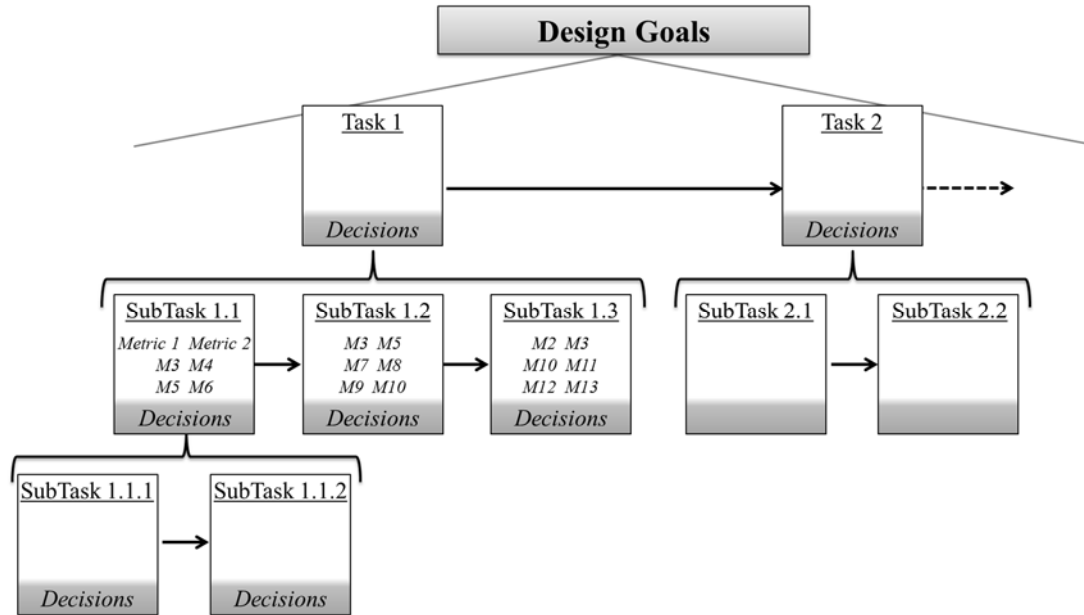 Design Goals
Task 1
Task 2
Decisions
Decisions
SubTask 1.1
SubTask 1.2
SubTask 1.3
SubTask 2.1
SubTask 2.2
Metric 1 Metric 2
M3 M4
M5 M6
M3 M5
M7 M8
M9 M10
M2 M3
M10 M11
M12 M13
Decisions
Decisions
Decisions
SubTask 1.1.1
SubTask 1.1.2
Decisions
Decisions